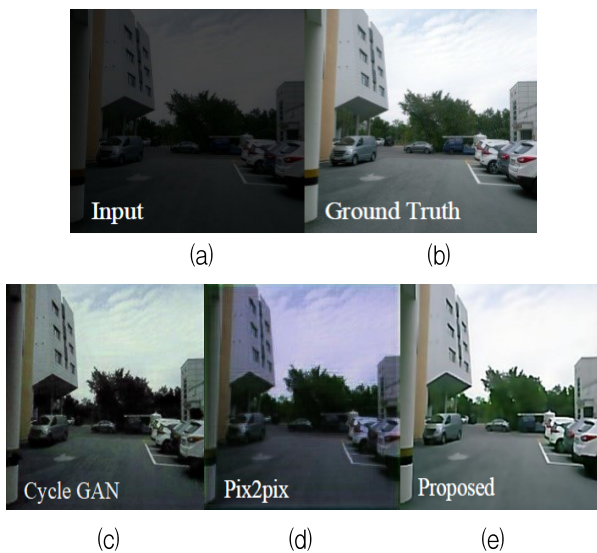 Input
Ground Truth
(a)
(b)
Cycle GAN
Pix2pix
Proposed
(c)
(d)
(e)